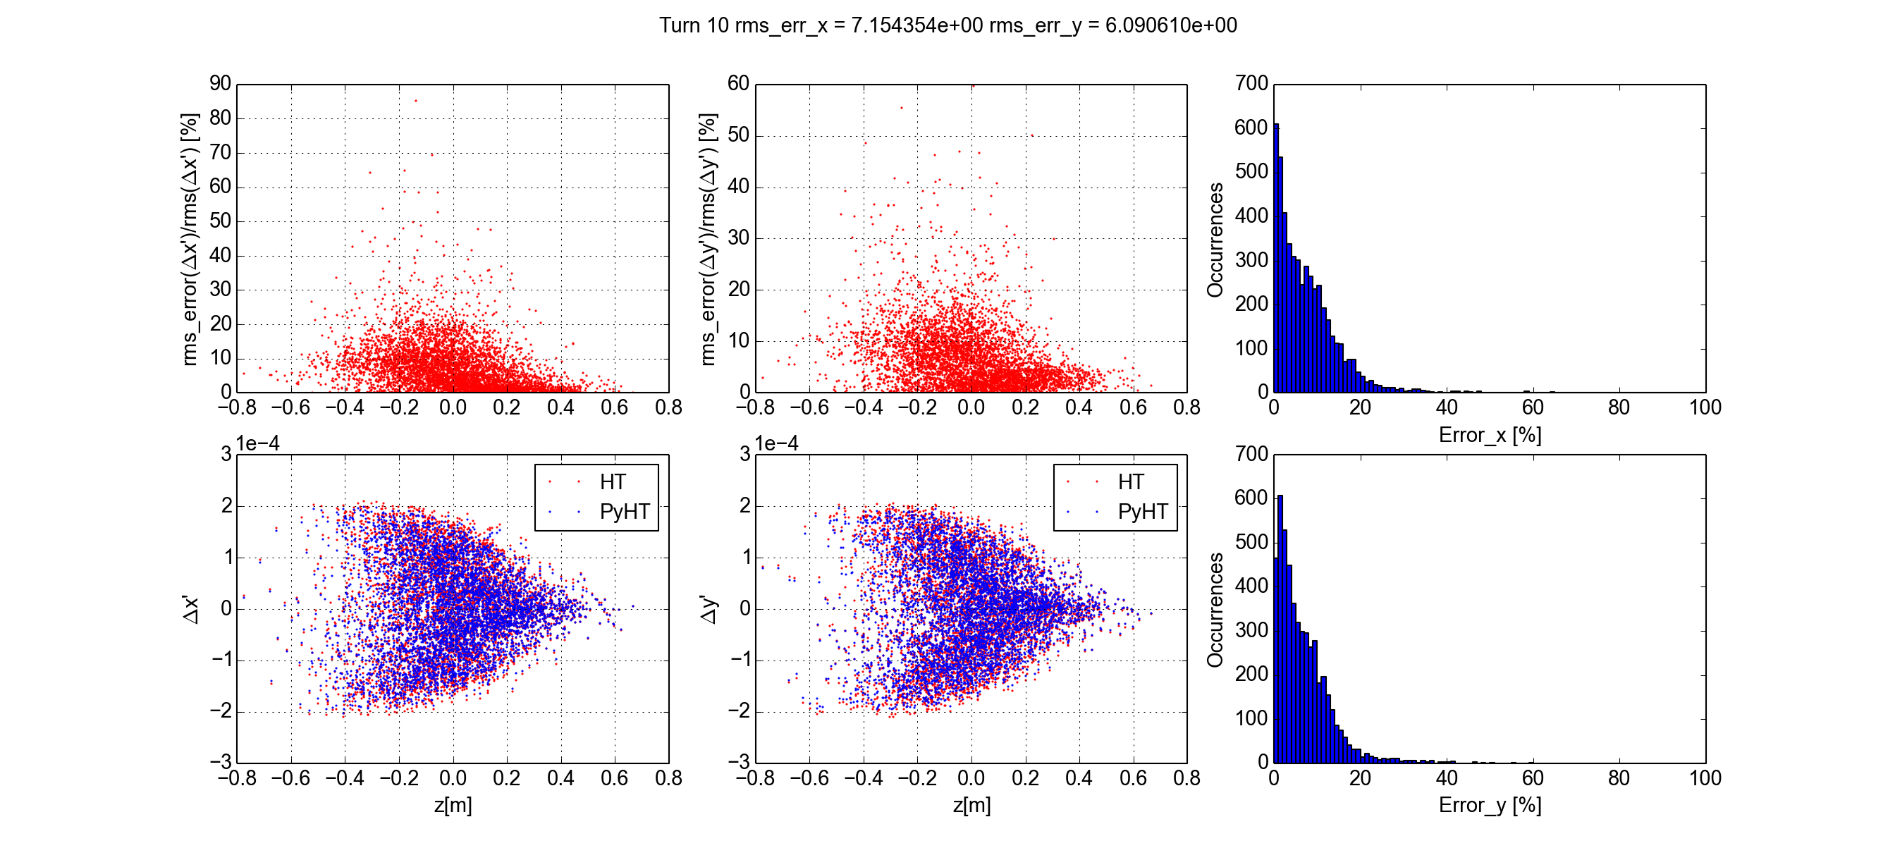 Turn 10 rms_err_x = 7.154354e+00 rms_err_y = 6.090610e+00
rms_error(Δx')/rms(Δx') [%]
90
80
70
60
50
40
30
20
10
0
−0.8 −0.6 −0.4 −0.2 0.0 0.2 0.4 0.6 0.8
rms_error(Δy')/rms(Δy') [%]
60
50
40
30
20
10
0
−0.8 −0.6 −0.4 −0.2 0.0 0.2 0.4 0.6 0.8
Occurrences
700
600
500
400
300
200
100
0
0 20 40 60 80 100
Error_x [%]
1e−4
Δx'
3
2
1
0
−1
−2
−3
HT
PyHT
−0.8 −0.6 −0.4 −0.2 0.0 0.2 0.4 0.6 0.8
z[m]
1e−4
Δy'
3
2
1
0
−1
−2
−3
HT
PyHT
−0.8 −0.6 −0.4 −0.2 0.0 0.2 0.4 0.6 0.8
z[m]
Occurrences
700
600
500
400
300
200
100
0
0 20 40 60 80 100
Error_y [%]